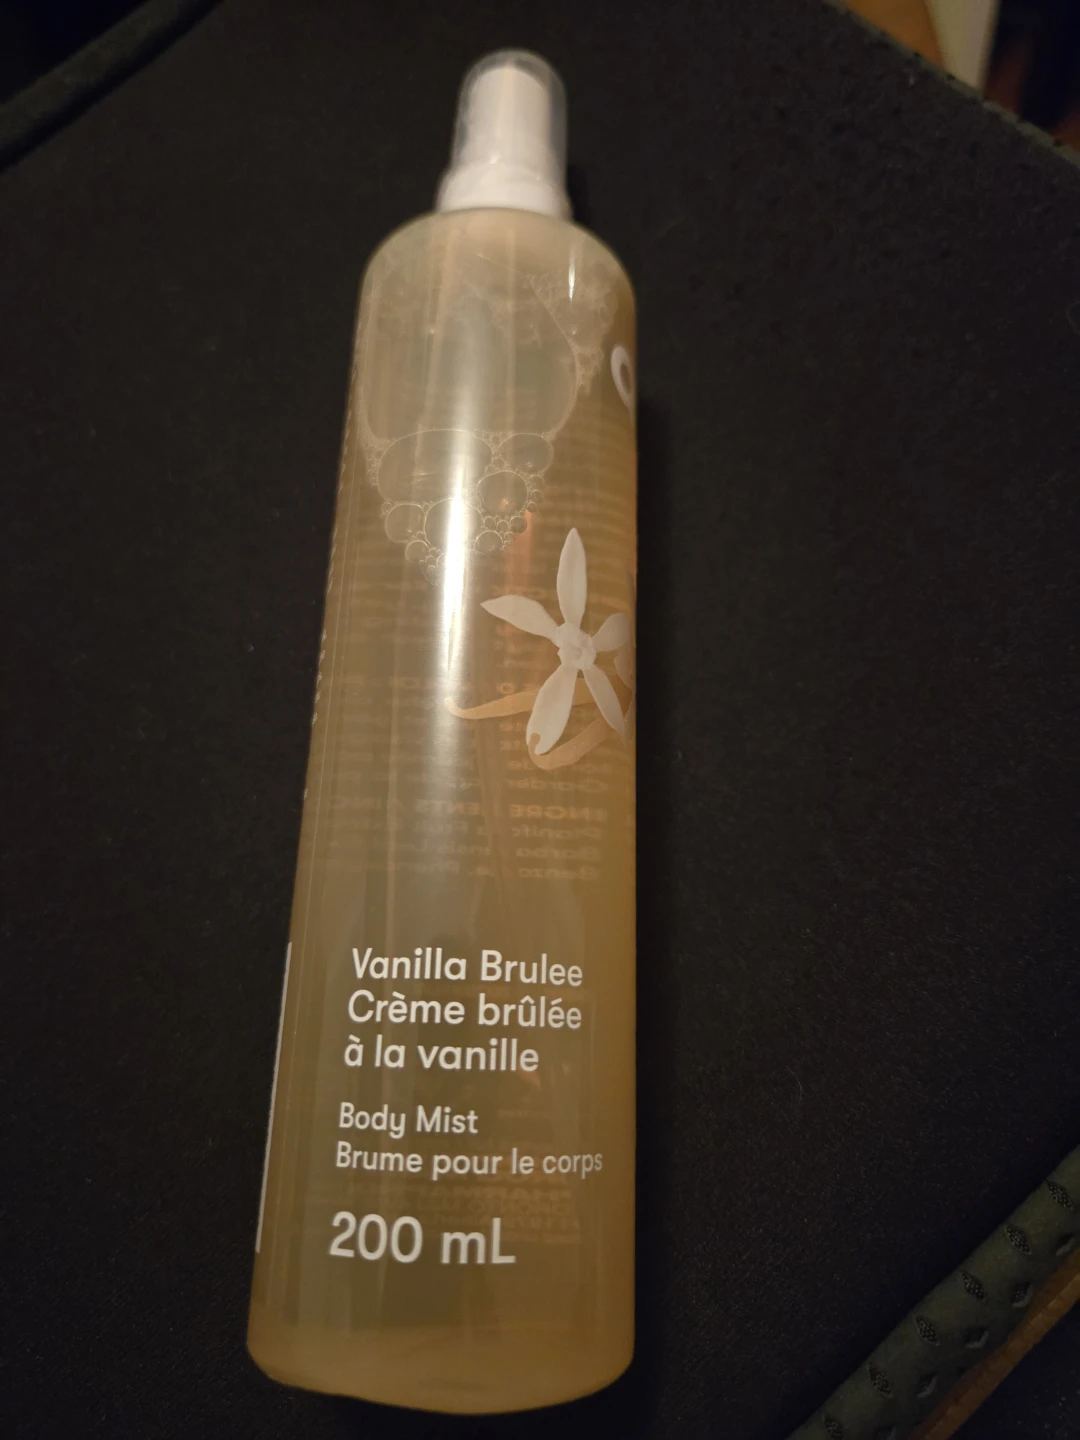 Vanilla Brulee
Crème brûlée
à la vanille
Body Mist
Brume pour le corps
200 mL